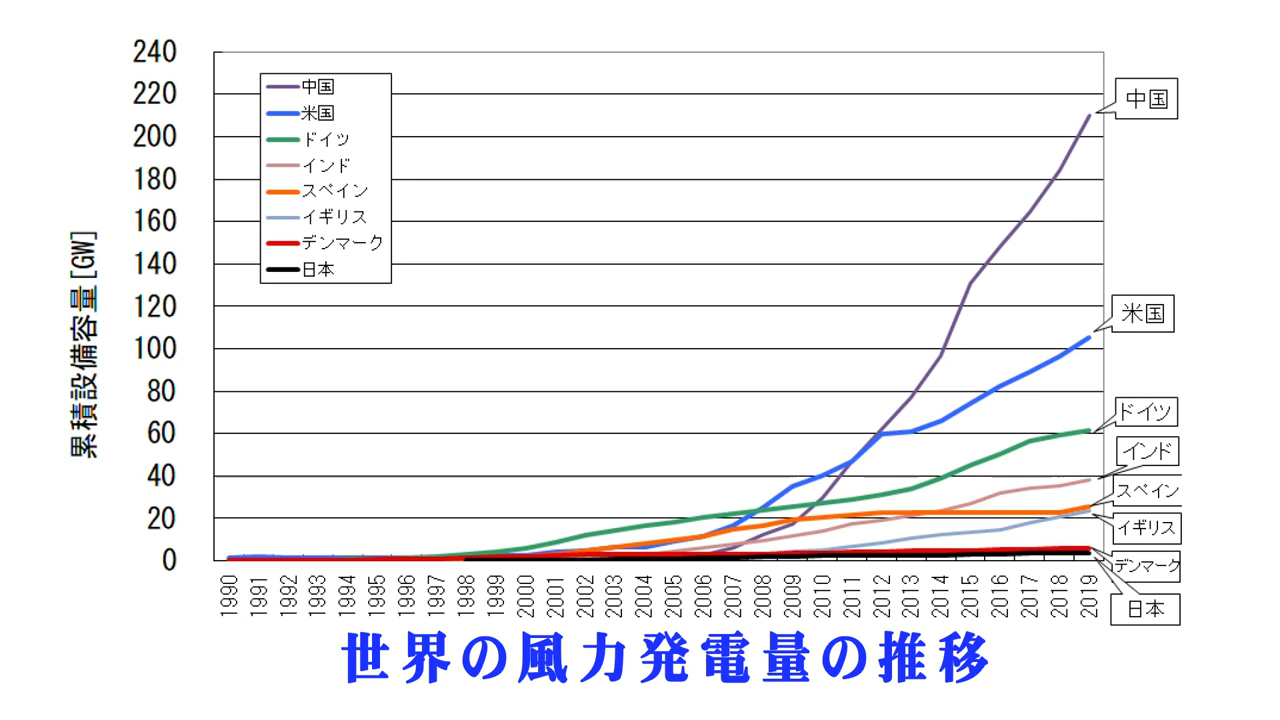 240
220
200
180
160
140
120
100
80
60
40
20
0
累積設備容量[GW]
中国
米国
ドイツ
インド
スペイン
イギリス
デンマーク
日本
中国
米国
ドイツ
インド
スペイン
イギリス
デンマーク
日本
1990 1991 1992 1993 1994 1995 1996 1997 1998 1999 2000 2001 2002 2003 2004 2005 2006 2007 2008 2009 2010 2011 2012 2013 2014 2015 2016 2017 2018 2019
世界の風力発電量の推移